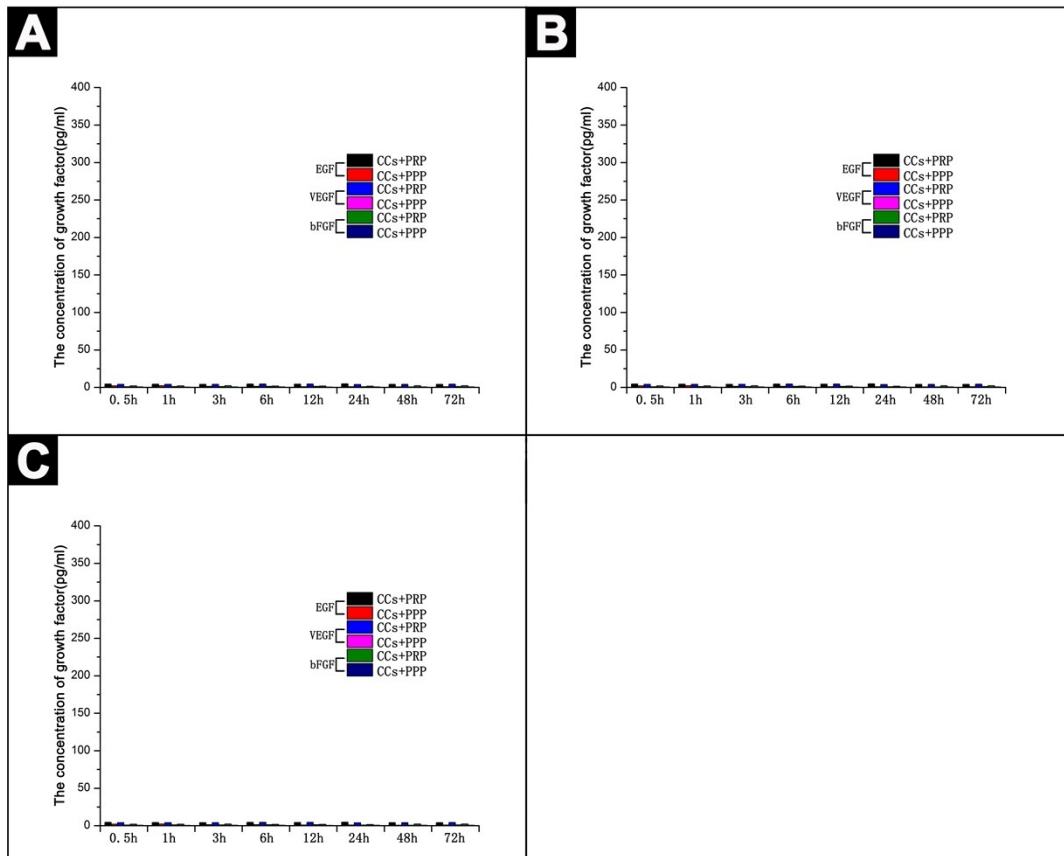 A
The concentration of growth factor(pg/ml)
400
350
300
250
200
150
100
50
0
EGF
VEGF
bFGF
CCs+PRP
CCs+PPP
CCs+PRP
CCs+PPP
CCs+PRP
CCs+PPP
0.5h 1h 3h 6h 12h 24h 48h 72h
B
The concentration of growth factor(pg/ml)
400
350
300
250
200
150
100
50
0
EGF
VEGF
bFGF
CCs+PRP
CCs+PPP
CCs+PRP
CCs+PPP
CCs+PRP
CCs+PPP
0.5h 1h 3h 6h 12h 24h 48h 72h
C
The concentration of growth factor(pg/ml)
400
350
300
250
200
150
100
50
0
EGF
VEGF
bFGF
CCs+PRP
CCs+PPP
CCs+PRP
CCs+PPP
CCs+PRP
CCs+PPP
0.5h 1h 3h 6h 12h 24h 48h 72h